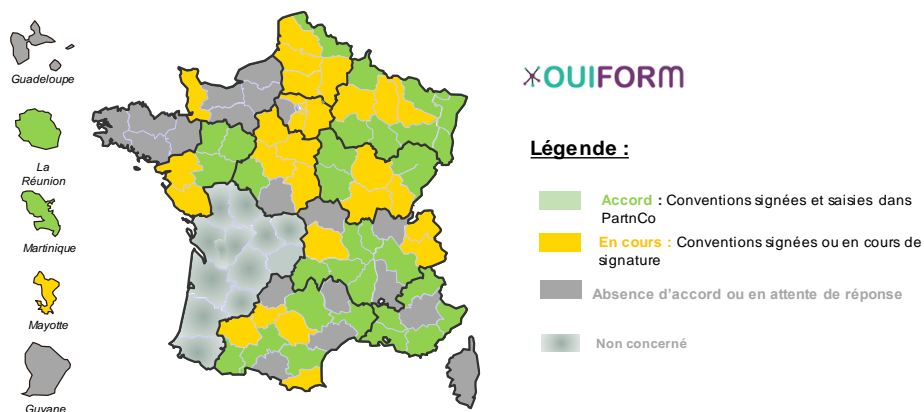 Guadeloupe
La
Réunion
Martinique
Mayotte
Guyane
OUIFORM
Légende :
Accord : Conventions signées et saisies dans
PartnCo
En cours : Conventions signées ou en cours de
signature
Absence d'accord ou en attente de réponse
Non concerné